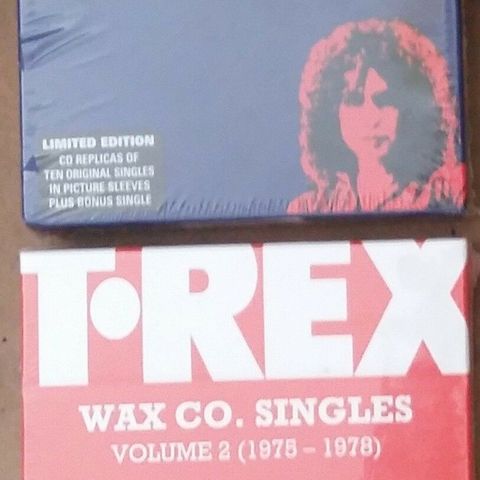 LIMITED EDITION
CD REPLICAS OF
TEN ORIGINAL SINGLES
IN PICTURE SLEEVES
PLUS BONUS SINGLE
T•REX
WAX CO. SINGLES
VOLUME 2 (1975 – 1978)